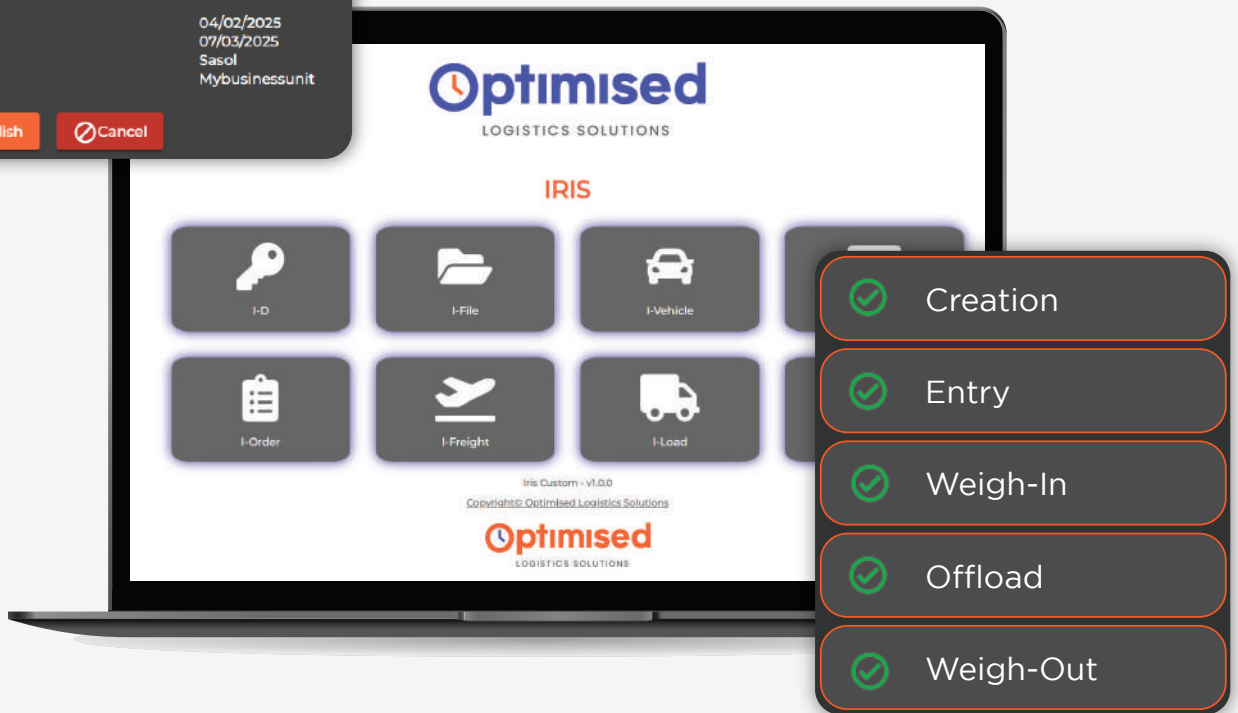 04/02/2025
07/03/2025
Sasol
Mybusinessunit
lish
Cancel
Optimised
LOGISTICS SOLUTIONS
IRIS
I-D
I-File
I-Vehicle
I-Order
I-Freight
I-Load
Iris Custom - v1.0.0
Copyright© Optimised Logistics Solutions
Optimised
LOGISTICS SOLUTIONS
Creation
Entry
Weigh-In
Offload
Weigh-Out